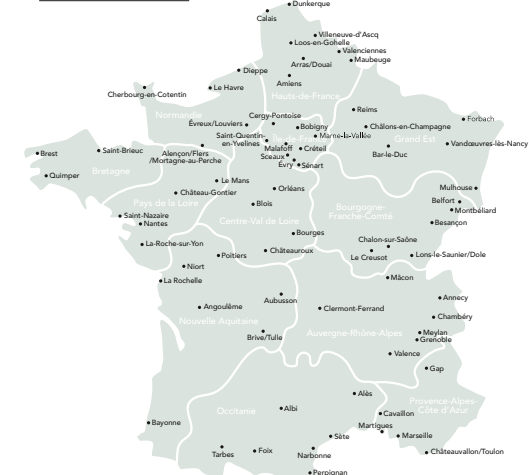 Dunkerque
Calais
Villeneuve-d'Ascq
Loos-en-Gohelle
Valenciennes
Arras/Douai
Maubeuge
Dieppe
Amiens
Le Havre
Cherbourg-en-Cotentin
Hauts-de-France
Reims
Normandie
Cergy-Pontoise
Forbach
Évreux/Louviers
Bobigny
Châlons-en-Champagne
Saint-Quentin-
en-Yvelines
Île-de-France
Marne-la-Vallée
Grand Est
Vandœuvres-lès-Nancy
Malafoff
Créteil
Alençon/Flers
/Mortagne-au-Perche
Sceaux
Bar-le-Duc
Évry
Sénart
Brest
Saint-Brieuc
Bretagne
Quimper
Le Mans
Orléans
Mulhouse
Château-Gontier
Pays de la Loire
Blois
Belfort
Bourgogne-
Franche-Comté
Montbéliard
Saint-Nazaire
Nantes
Centre-Val de Loire
Besançon
Bourges
La-Roche-sur-Yon
Châteauroux
Chalon-sur-Saône
Poitiers
Le Creusot
Lons-le-Saunier/Dole
Niort
La Rochelle
Mâcon
Aubusson
Annecy
Angoulême
Clermont-Ferrand
Chambéry
Nouvelle Aquitaine
Brive/Tulle
Auvergne-Rhône-Alpes
Meylan
Grenoble
Valence
Gap
Alès
Provence-Alpes-
Côte d'Azur
Occitanie
Albi
Cavaillon
Bayonne
Martigues
Sète
Marseille
Tarbes
Foix
Narbonne
Châteauvallon/Toulon
Perpignan